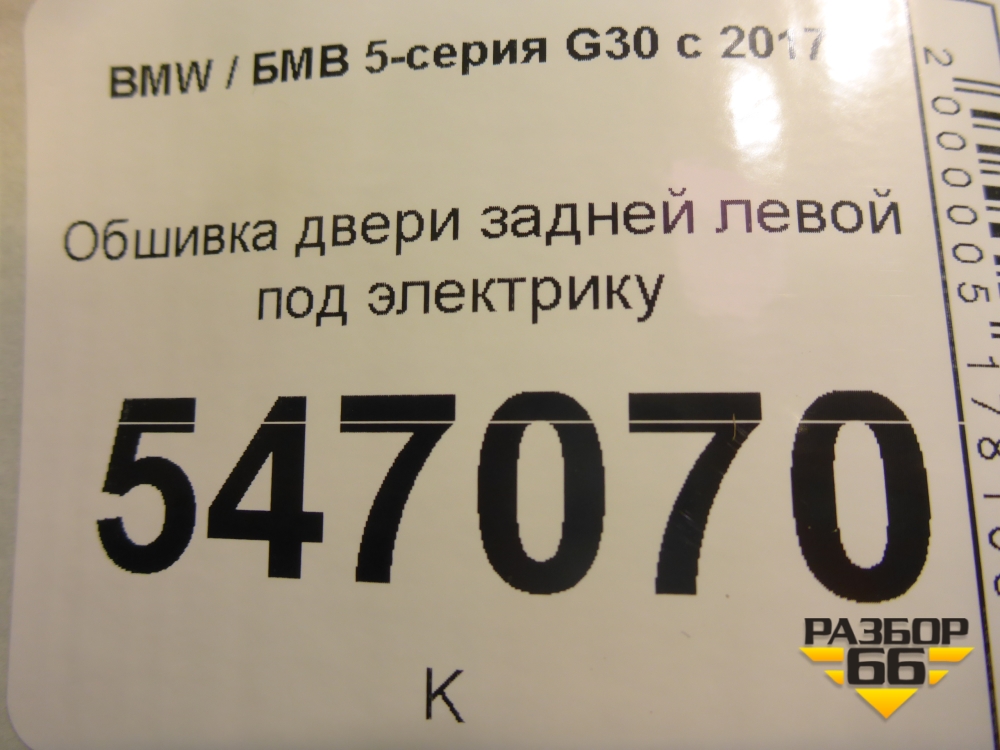 BMW / БМВ 5-серия G30 с 2017
Обшивка двери задней левой
под электрику
547070
К
РАЗБОР
66